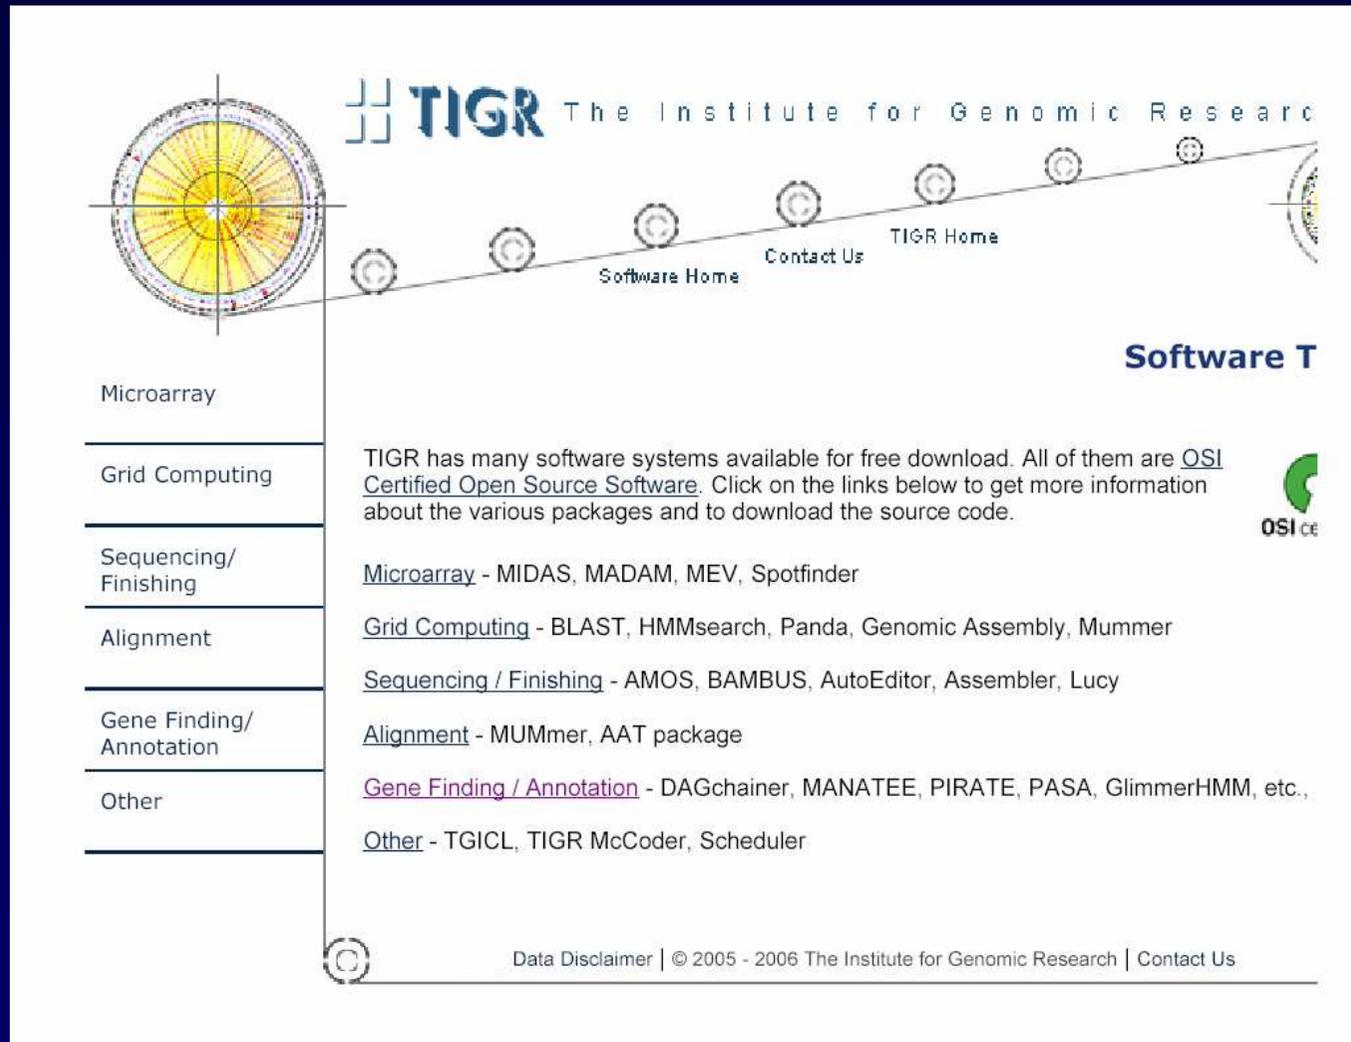 TIGR The Institute for Genomic Researc
TIGR Home
Contact Us
Software Home
Software T
Microarray
Grid Computing
Sequencing/
Finishing
Alignment
Gene Finding/
Annotation
Other
TIGR has many software systems available for free download. All of them are OSI
Certified Open Source Software. Click on the links below to get more information
about the various packages and to download the source code.
OSI ce
Microarray - MIDAS, MADAM, MEV, Spotfinder
Grid Computing - BLAST, HMMsearch, Panda, Genomic Assembly, Mummer
Sequencing / Finishing - AMOS, BAMBUS, AutoEditor, Assembler, Lucy
Alignment - MUMmer, AAT package
Gene Finding / Annotation - DAGchainer, MANATEE, PIRATE, PASA, GlimmerHMM, etc.,
Other - TGICL, TIGR McCoder, Scheduler
Data Disclaimer | © 2005 - 2006 The Institute for Genomic Research | Contact Us